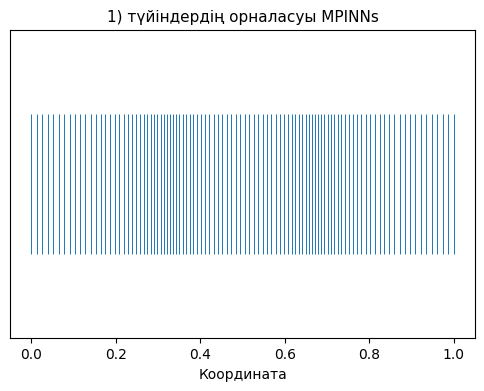 1) түйіндердің орналасуы MPINNs
0.0 0.2 0.4 0.6 0.8 1.0
Координата